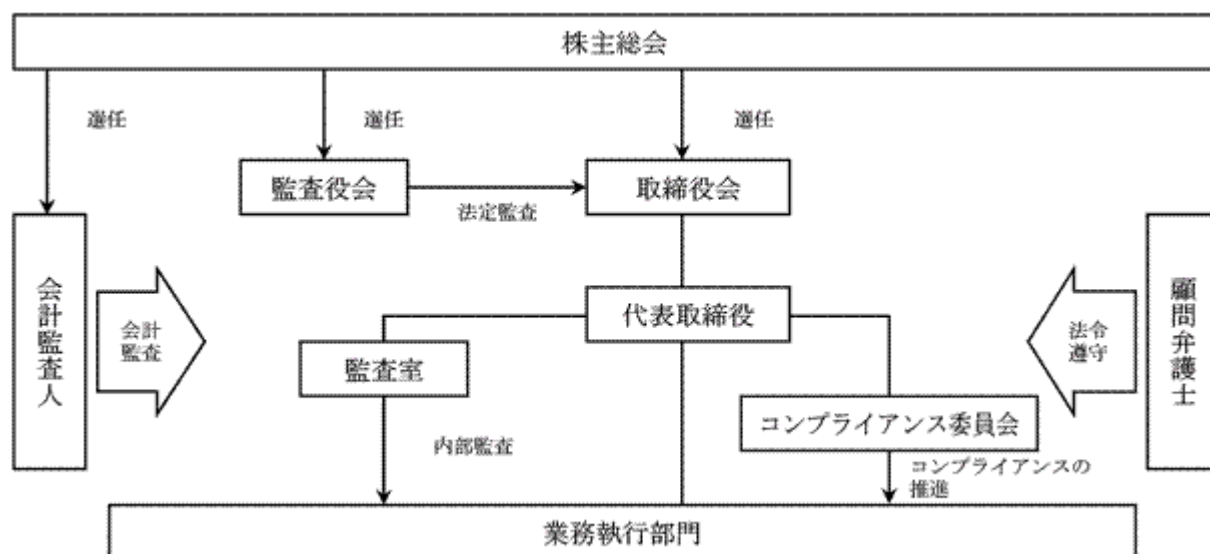 株主総会
選任
選任
選任
監査役会
取締役会
法定監査
会計監査人
会計
監査
代表取締役
法令
遵守
顧問弁護士
監査室
コンプライアンス委員会
内部監査
コンプライアンスの
推進
業務執行部門